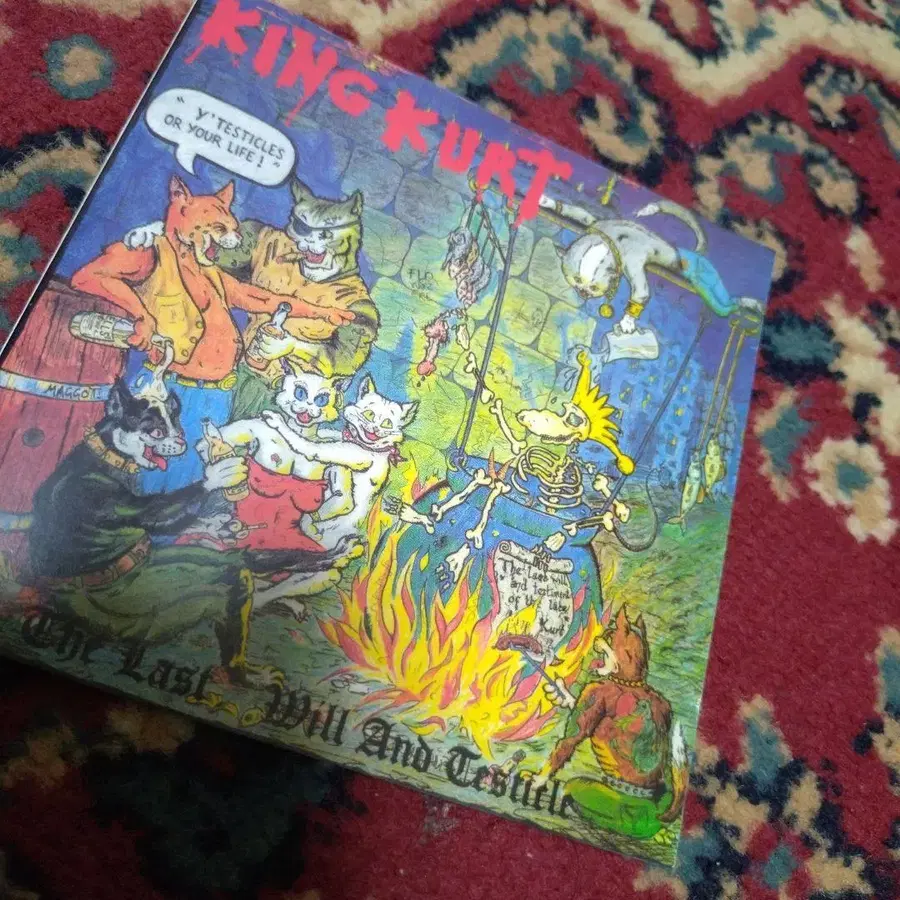 KING KURT
" Y'TESTICLES
OR YOUR LIFE! "
MAGGOT
The last will
and testiment
of the late
Kurt
The Last Will And Testicle